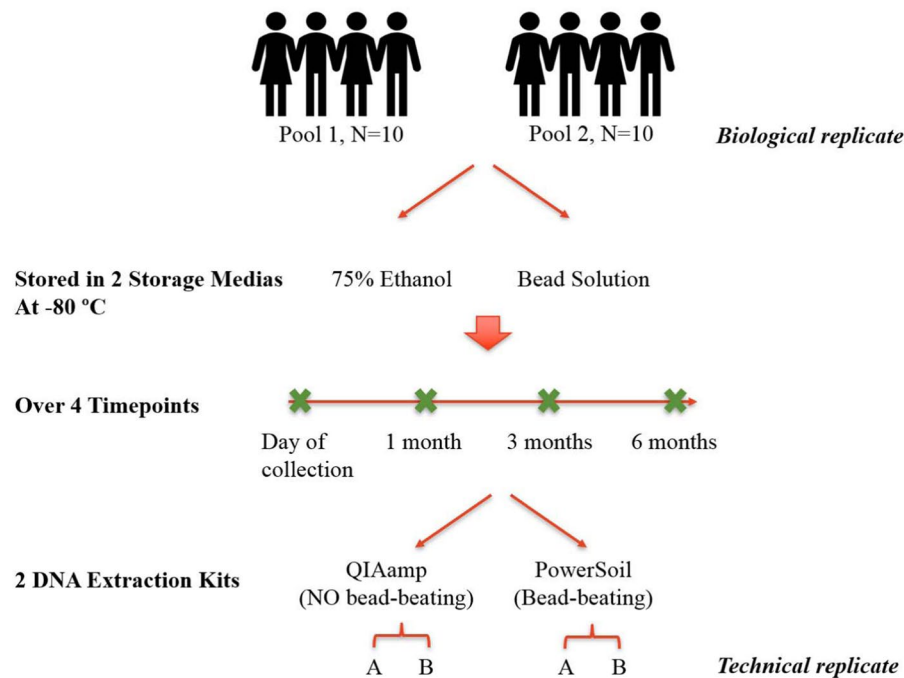 Pool 1, N=10
Pool 2, N=10
Biological replicate
Stored in 2 Storage Medias
At -80 ºC
75% Ethanol
Bead Solution
Over 4 Timepoints
Day of
collection
1 month
3 months
6 months
2 DNA Extraction Kits
QIAamp
(NO bead-beating)
PowerSoil
(Bead-beating)
A
B
A
B
Technical replicate